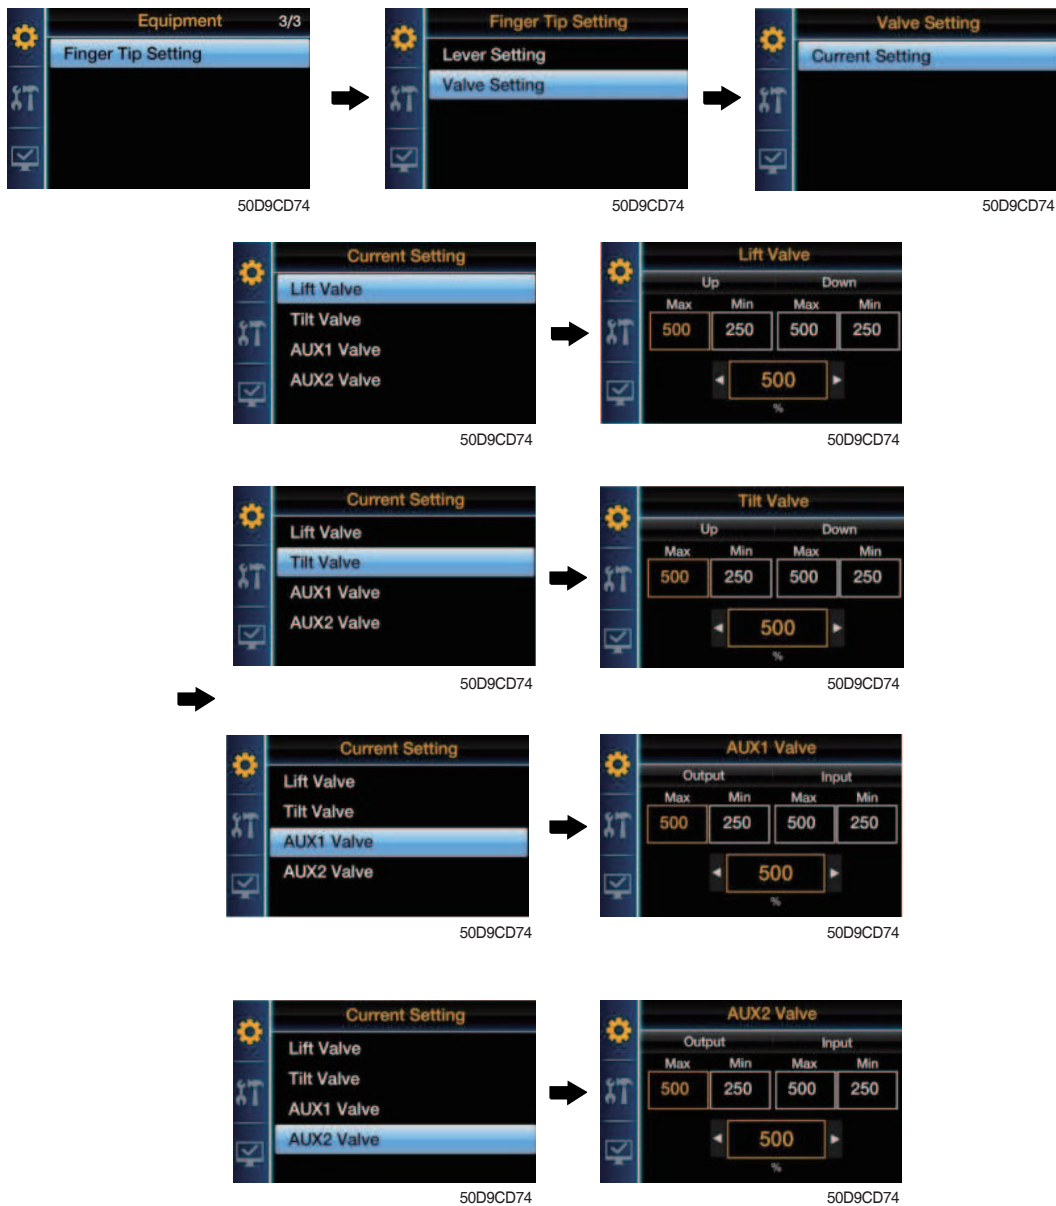 Equipment 3/3
Finger Tip Setting
50D9CD74
Finger Tip Setting
Lever Setting
Valve Setting
50D9CD74
Valve Setting
Current Setting
50D9CD74
Current Setting
Lift Valve
Tilt Valve
AUX1 Valve
AUX2 Valve
50D9CD74
Lift Valve
Up Down
Max Min Max Min
500 250 500 250
500
%
50D9CD74
Current Setting
Lift Valve
Tilt Valve
AUX1 Valve
AUX2 Valve
50D9CD74
Tilt Valve
Up Down
Max Min Max Min
500 250 500 250
500
%
50D9CD74
Current Setting
Lift Valve
Tilt Valve
AUX1 Valve
AUX2 Valve
50D9CD74
AUX1 Valve
Output Input
Max Min Max Min
500 250 500 250
500
%
50D9CD74
Current Setting
Lift Valve
Tilt Valve
AUX1 Valve
AUX2 Valve
50D9CD74
AUX2 Valve
Output Input
Max Min Max Min
500 250 500 250
500
%
50D9CD74